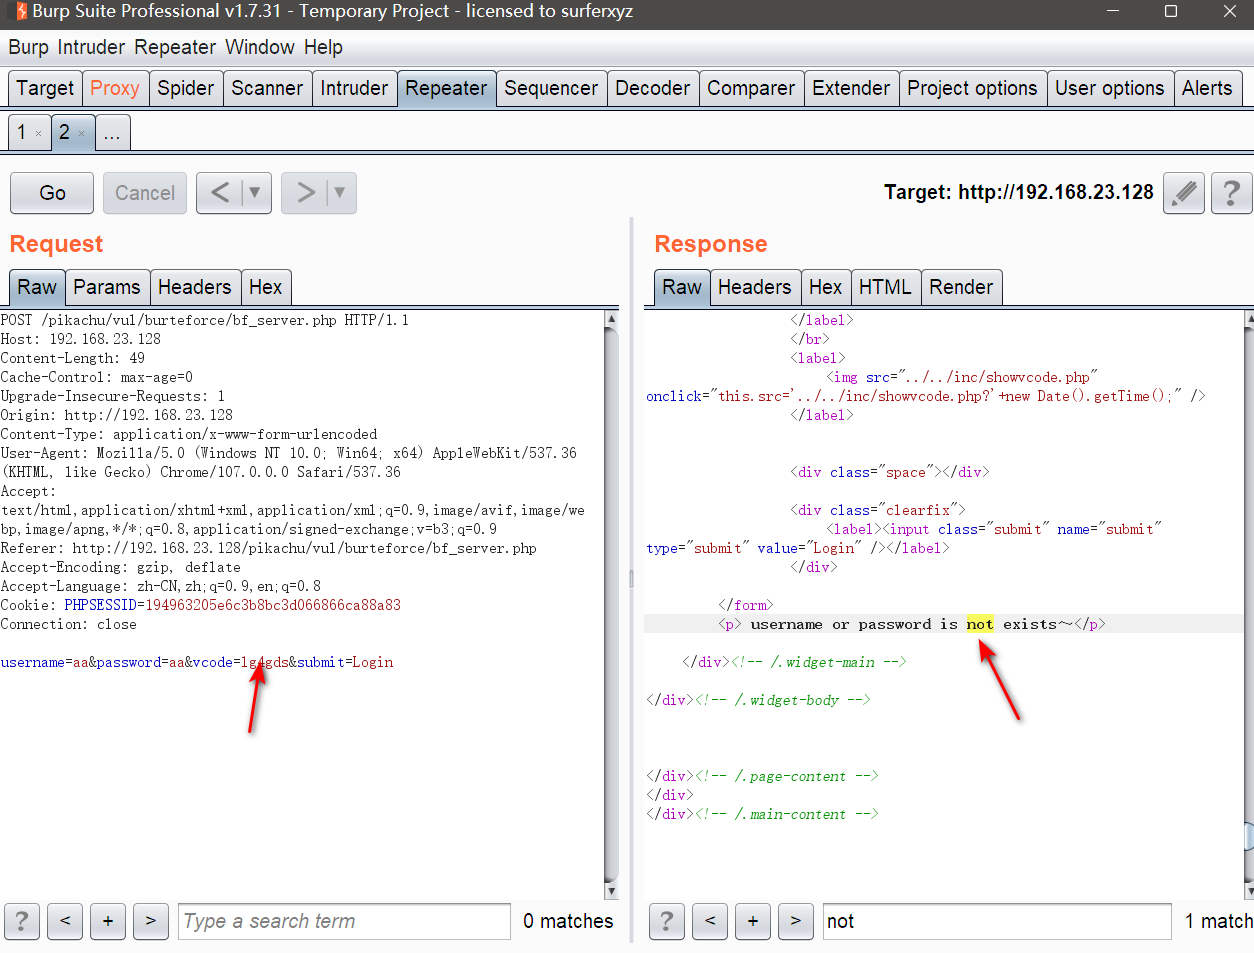 Burp Suite Professional v1.7.31 - Temporary Project - licensed to surferxyz
Burp Intruder Repeater Window Help
Target Proxy Spider Scanner Intruder Repeater Sequencer Decoder Comparer Extender Project options User options Alerts
1 × 2 × ...
Go Cancel < ▼ > ▼ Target: http://192.168.23.128 ?
Request
Raw Params Headers Hex
POST /pikachu/vul/burteforce/bf_server.php HTTP/1.1
Host: 192.168.23.128
Content-Length: 49
Cache-Control: max-age=0
Upgrade-Insecure-Requests: 1
Origin: http://192.168.23.128
Content-Type: application/x-www-form-urlencoded
User-Agent: Mozilla/5.0 (Windows NT 10.0; Win64; x64) AppleWebKit/537.36
(KHTML, like Gecko) Chrome/107.0.0.0 Safari/537.36
Accept:
text/html,application/xhtml+xml,application/xml;q=0.9,image/avif,image/we
bp,image/apng,*/*;q=0.8,application/signed-exchange;v=b3;q=0.9
Referer: http://192.168.23.128/pikachu/vul/burteforce/bf_server.php
Accept-Encoding: gzip, deflate
Accept-Language: zh-CN,zh;q=0.9,en;q=0.8
Cookie: PHPSESSID=194963205e6c3b8bc3d066866ca88a83
Connection: close
username=aa&password=aa&vcode=lg4gds&submit=Login
? < + > Type a search term 0 matches
Response
Raw Headers Hex HTML Render
</label>
</br>
<label>
<img src="../../inc/showvcode.php"
onclick="this.src='../../inc/showvcode.php?'+new Date().getTime();" />
</label>
<div class="space"></div>
<div class="clearfix">
<label><input class="submit" name="submit"
type="submit" value="Login" /></label>
</div>
</form>
<p> username or password is not exists~</p>
</div><!-- /.widget-main -->
</div><!-- /.widget-body -->
</div><!-- /.page-content -->
</div>
</div><!-- /.main-content -->
? < + > not 1 match